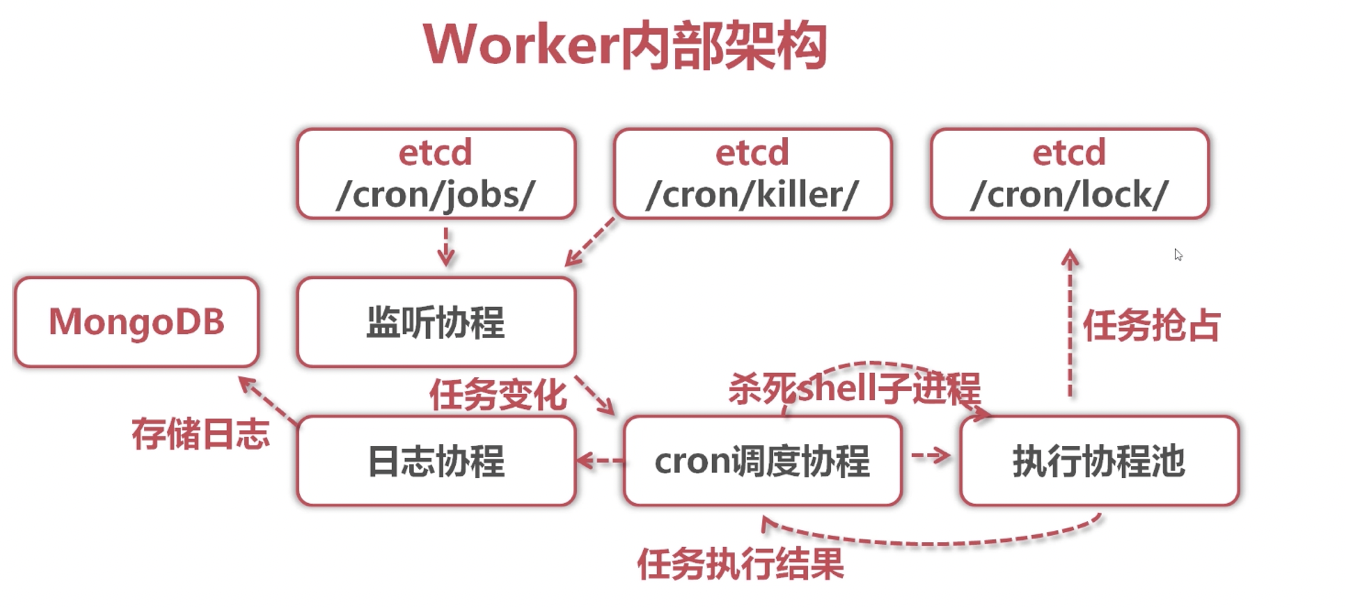 Worker内部架构
etcd
/cron/jobs/
etcd
/cron/killer/
etcd
/cron/lock/
MongoDB
监听协程
任务抢占
任务变化
杀死shell子进程
存储日志
日志协程
cron调度协程
执行协程池
任务执行结果